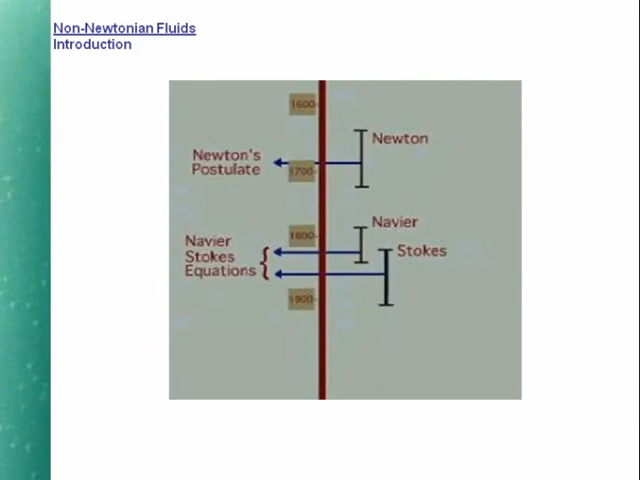 Non-Newtonian Fluids
Introduction
1600
Newton
Newton's
Postulate
1700
Navier
1800
Navier
Stokes
Equations
Stokes
1900